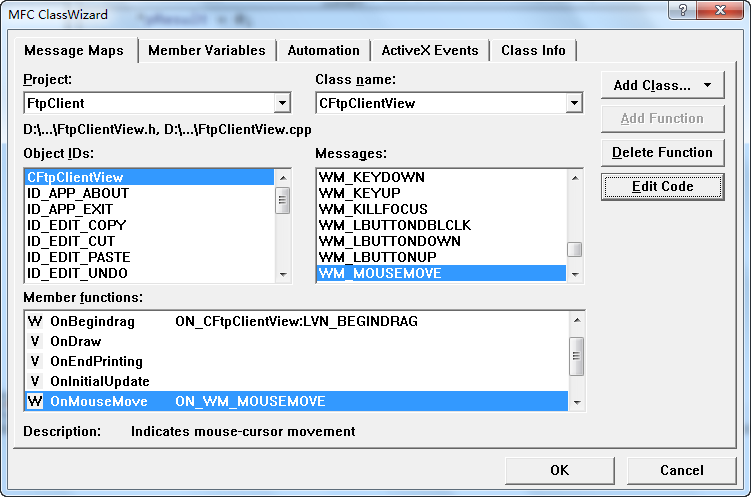 MFC ClassWizard
Message Maps Member Variables Automation ActiveX Events Class Info
Project: Class name:
FtpClient CFtpClientView
Add Class...
D:\...\FtpClientView.h, D:\...\FtpClientView.cpp
Add Function
Object IDs: Messages:
Delete Function
CFtpClientView WM_KEYDOWN
ID_APP_ABOUT WM_KEYUP
Edit Code
ID_APP_EXIT WM_KILLFOCUS
ID_EDIT_COPY WM_LBUTTONDBLCLK
ID_EDIT_CUT WM_LBUTTONDOWN
ID_EDIT_PASTE WM_LBUTTONUP
ID_EDIT_UNDO WM_MOUSEMOVE
Member functions:
W OnBegindrag ON_CFtpClientView:LVN_BEGINDRAG
V OnDraw
V OnEndPrinting
V OnInitialUpdate
W OnMouseMove ON_WM_MOUSEMOVE
Description: Indicates mouse-cursor movement
OK Cancel